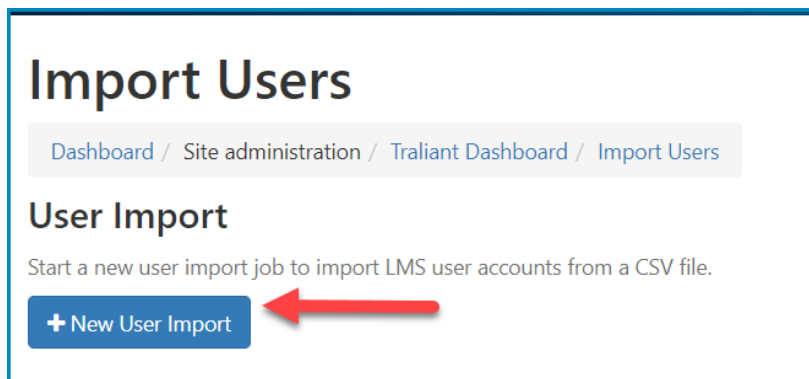 Import Users
Dashboard / Site administration / Traliant Dashboard / Import Users
User Import
Start a new user import job to import LMS user accounts from a CSV file.
+ New User Import